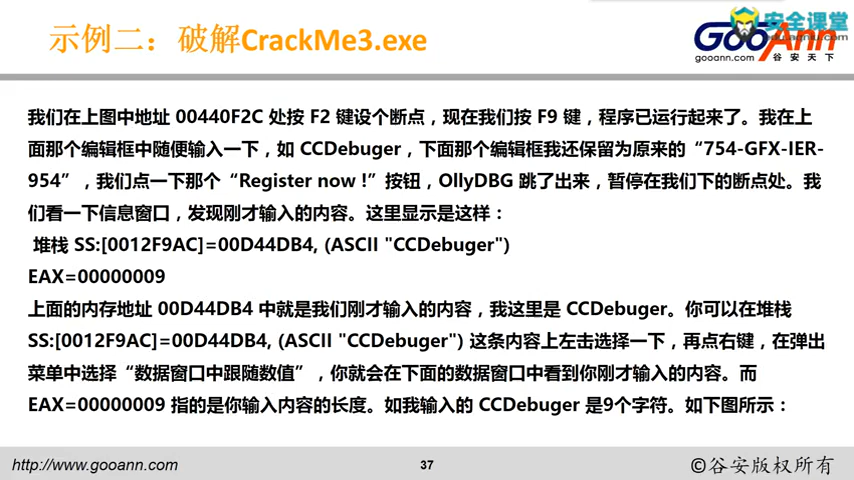 示例二：破解CrackMe3.exe
安全课堂
edu.aqniu.com
GooAnn
gooann.com 谷安天下
我们在上图中地址 00440F2C 处按 F2 键设个断点，现在我们按 F9 键，程序已运行起来了。我在上
面那个编辑框中随便输入一下，如 CCDebuger，下面那个编辑框我还保留为原来的“754-GFX-IER-
954”，我们点一下那个“Register now !”按钮，OllyDBG 跳了出来，暂停在我们下的断点处。我
们看一下信息窗口，发现刚才输入的内容。这里显示是这样：
堆栈 SS:[0012F9AC]=00D44DB4, (ASCII "CCDebuger")
EAX=00000009
上面的内存地址 00D44DB4 中就是我们刚才输入的内容，我这里是 CCDebuger。你可以在堆栈
SS:[0012F9AC]=00D44DB4, (ASCII "CCDebuger") 这条内容上左击选择一下，再点右键，在弹出
菜单中选择“数据窗口中跟随数值”，你就会在下面的数据窗口中看到你刚才输入的内容。而
EAX=00000009 指的是你输入内容的长度。如我输入的 CCDebuger 是9个字符。如下图所示：
http://www.gooann.com
37
©谷安版权所有